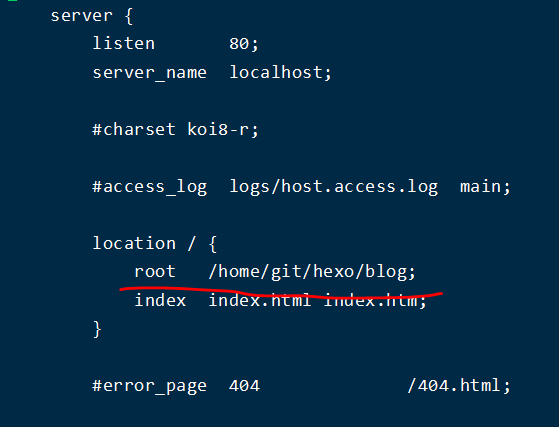 server {
listen 80;
server_name localhost;
#charset koi8-r;
#access_log logs/host.access.log main;
location / {
root /home/git/hexo/blog;
index index.html index.htm;
}
#error_page 404 /404.html;